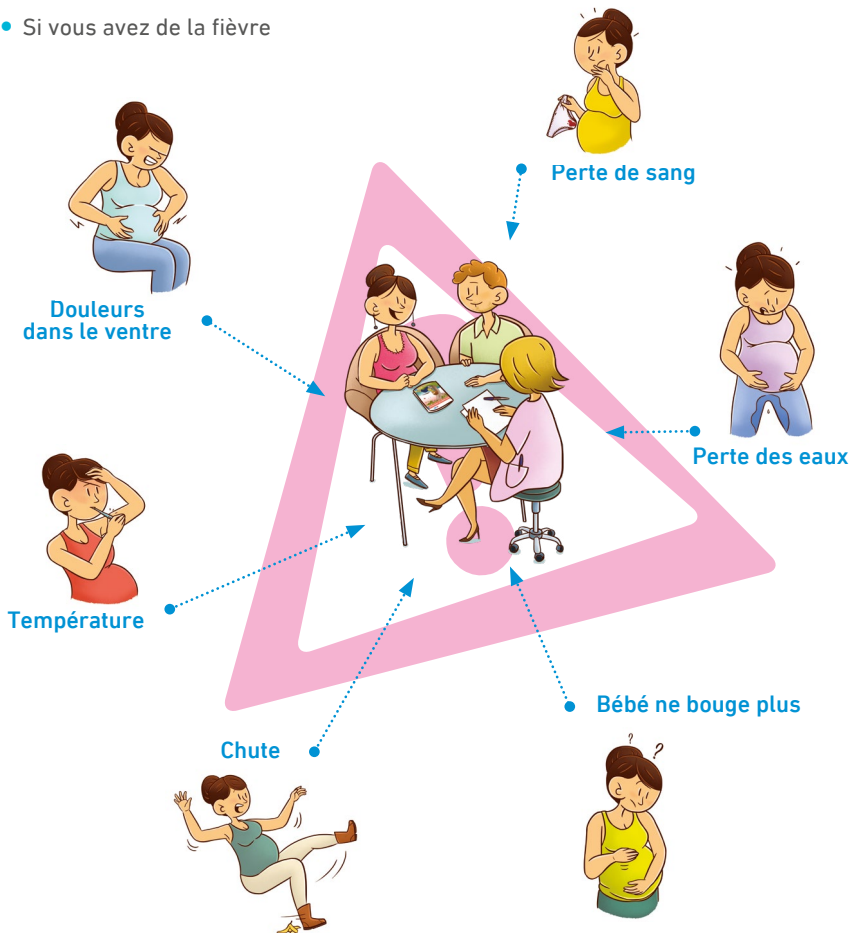 • Si vous avez de la fièvre
Perte de sang
Douleurs
dans le ventre
Perte des eaux
Température
Bébé ne bouge plus
Chute
? ?